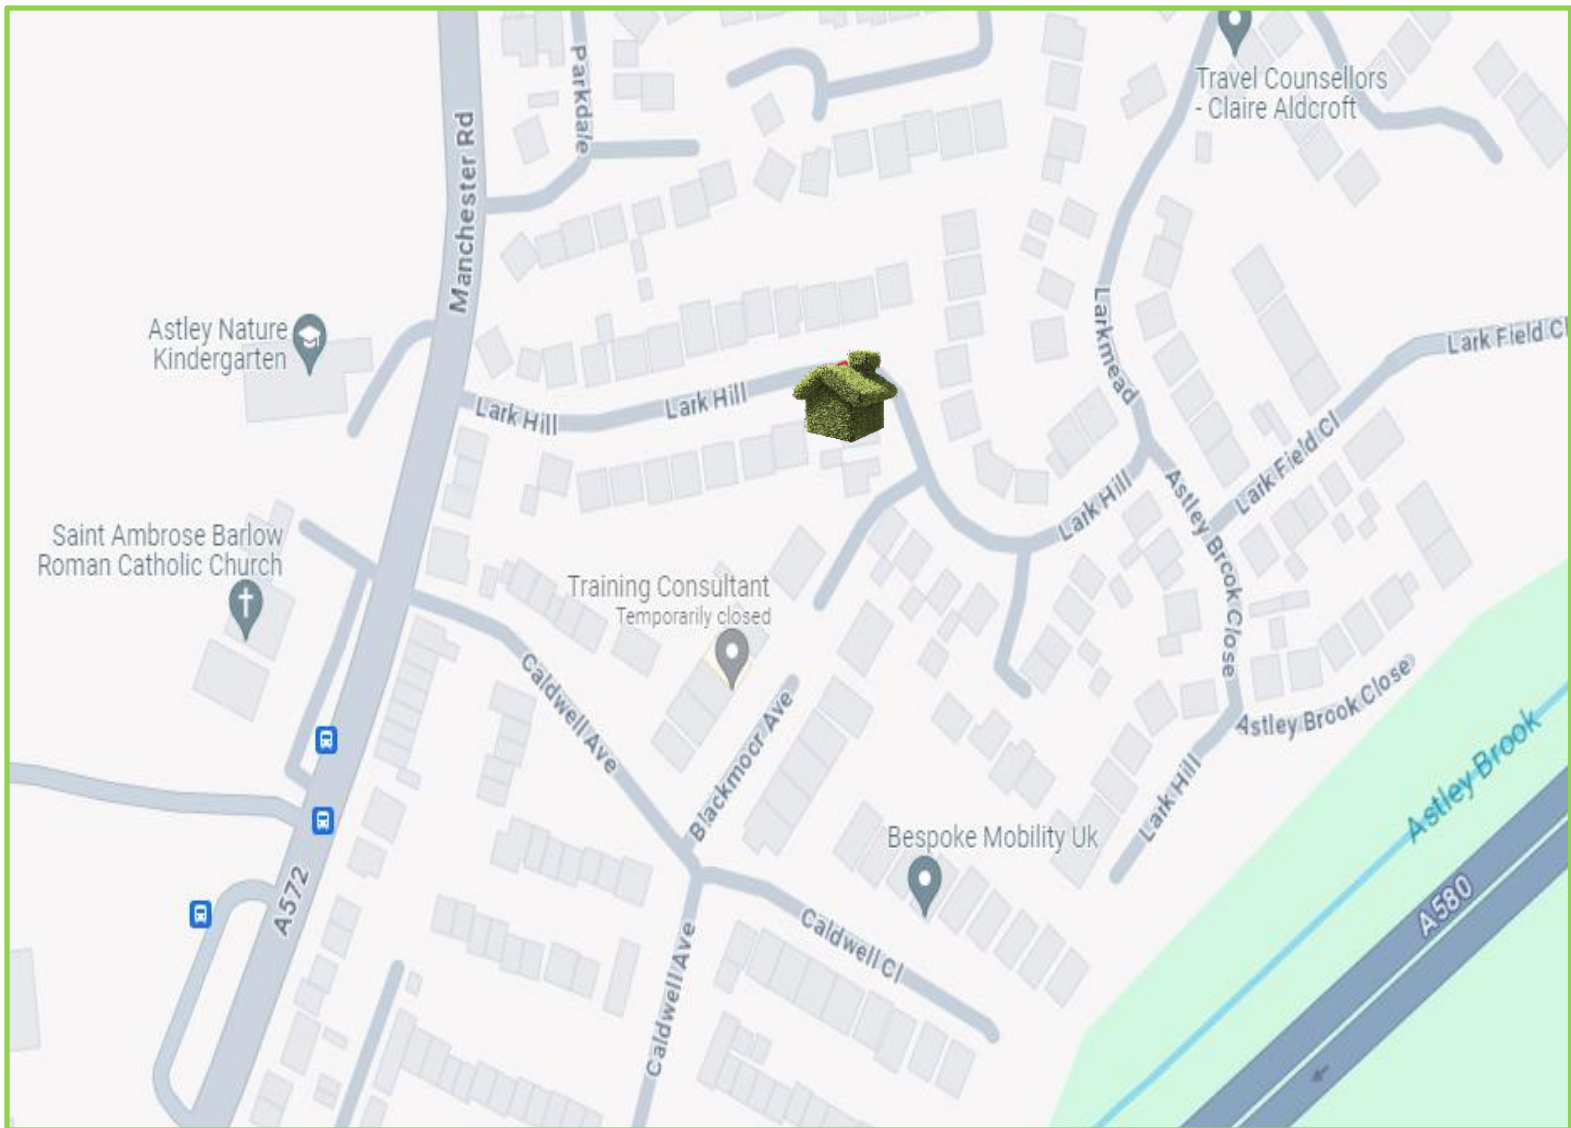 Parkdale
Travel Counsellors
- Claire Aldcroft
Manchester Rd
Astley Nature
Kindergarten
Larkmead
Lark Field Cl
Lark Hill
Lark Hill
Lark Field Cl
Lark Hill
Astley Brook Close
Saint Ambrose Barlow
Roman Catholic Church
Training Consultant
Temporarily closed
Caldwell Ave
Blackmoor Ave
Astley Brook Close
Lark Hill
Astley Brook
Bespoke Mobility Uk
A572
A580
Caldwell Cl
Caldwell Ave